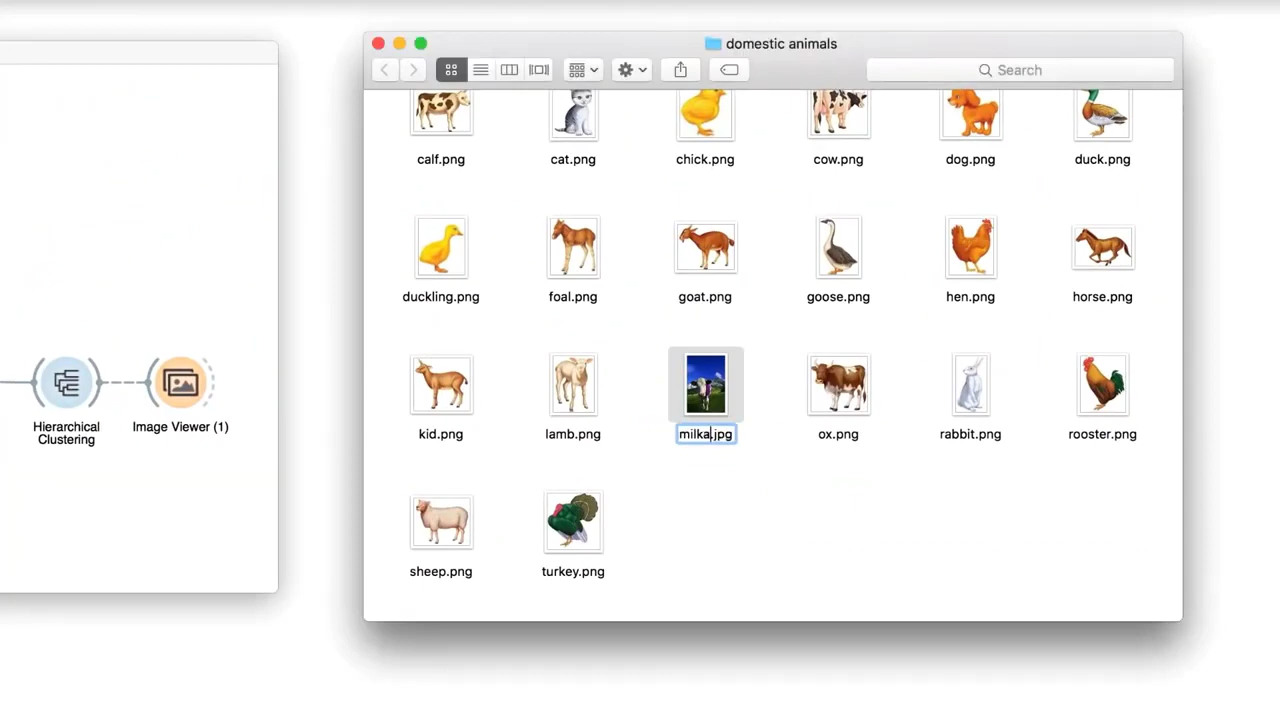 domestic animals
Search
calf.png
cat.png
chick.png
cow.png
dog.png
duck.png
duckling.png
foal.png
goat.png
goose.png
hen.png
horse.png
Hierarchical
Clustering
Image Viewer (1)
kid.png
lamb.png
milka.jpg
ox.png
rabbit.png
rooster.png
sheep.png
turkey.png